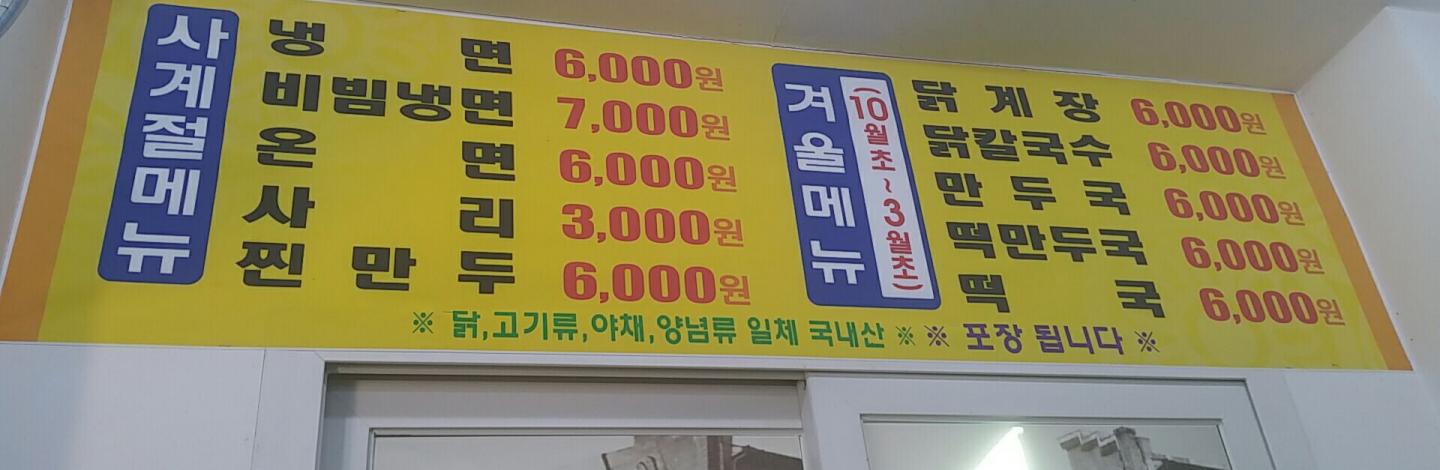 사계절메뉴
냉면 6,000원
비빔냉면 7,000원
온면 6,000원
사리 3,000원
찐만두 6,000원
겨울메뉴
(10월초~3월초)
닭계장 6,000원
닭칼국수 6,000원
만두국 6,000원
떡만두국 6,000원
떡국 6,000원
※ 닭,고기류,야채,양념류 일체 국내산 ※ ※ 포장 됩니다 ※